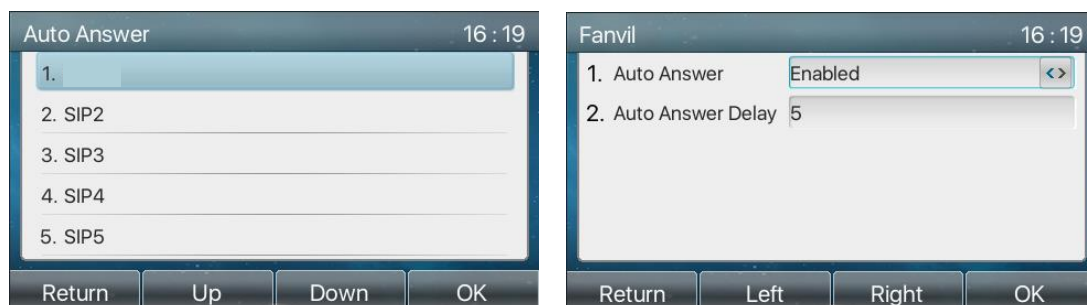 Auto Answer 16 : 19
1.
2. SIP2
3. SIP3
4. SIP4
5. SIP5
Return Up Down OK
Fanvil 16 : 19
1. Auto Answer Enabled <>
2. Auto Answer Delay 5
Return Left Right OK